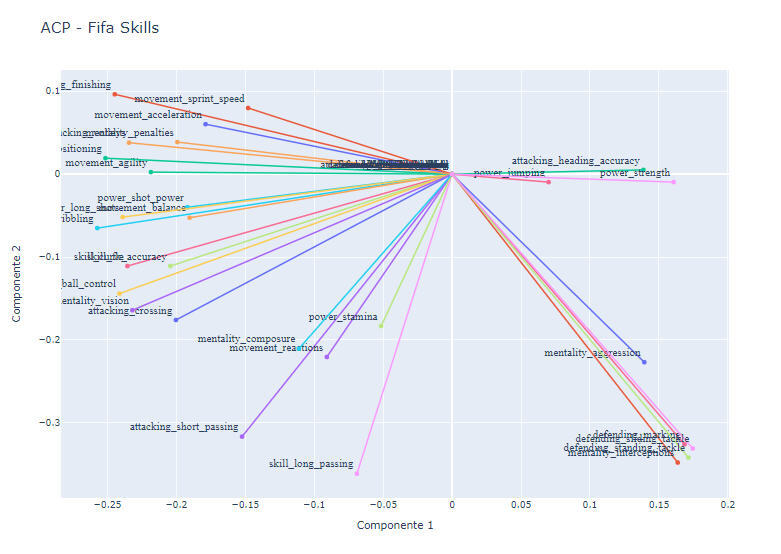 ACP - Fifa Skills
g_finishing
movement_sprint_speed
movement_acceleration
mentality_penalties
ositioning
movement_agility
attacking_heading_accuracy
power_jumping
power_strength
power_shot_power
er_long_shots
movement_balance
ribbling
skill_fk_accuracy
ball_control
mentality_vision
attacking_crossing
power_stamina
mentality_composure
movement_reactions
mentality_aggression
attacking_short_passing
skill_long_passing
defending_marking
defending_sliding_tackle
defending_standing_tackle
mentality_interceptions
0.1
0
−0.1
−0.2
−0.3
−0.25
−0.2
−0.15
−0.1
−0.05
0
0.05
0.1
0.15
0.2
Componente 1
Componente 2